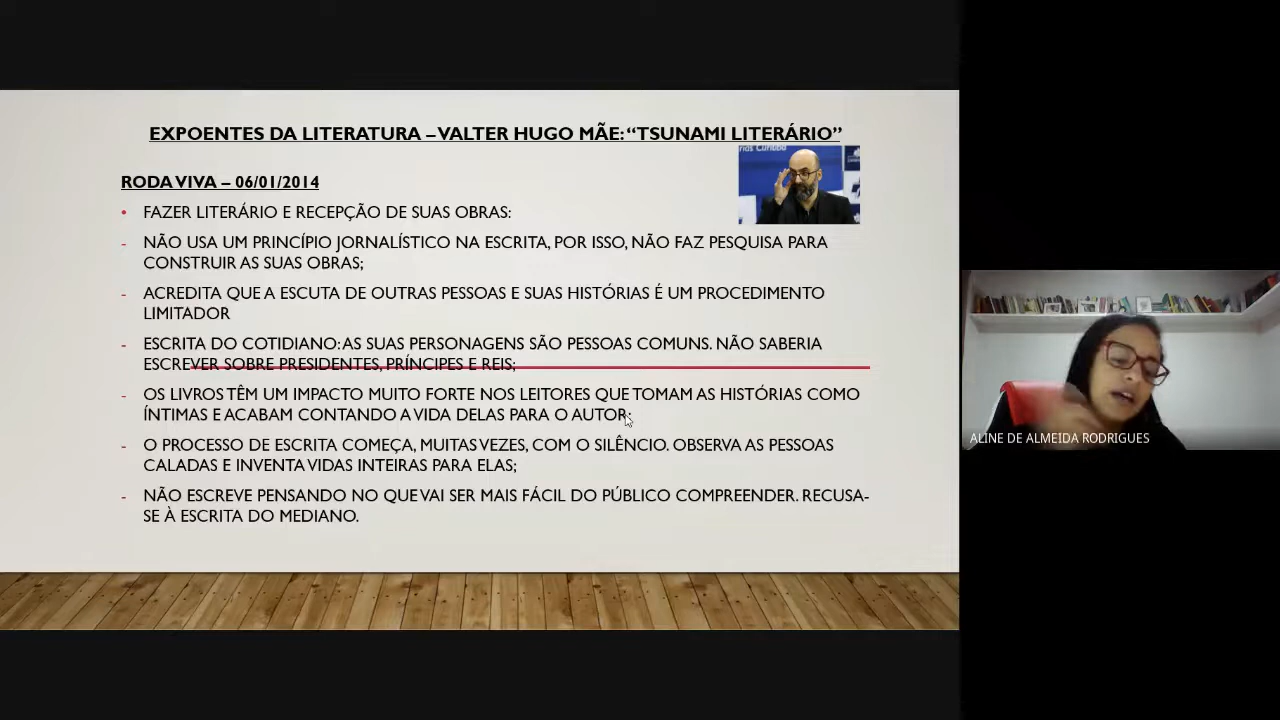 EXPOENTES DA LITERATURA – VALTER HUGO MÃE: “TSUNAMI LITERÁRIO”
RODA VIVA – 06/01/2014
• FAZER LITERÁRIO E RECEPÇÃO DE SUAS OBRAS:
- NÃO USA UM PRINCÍPIO JORNALÍSTICO NA ESCRITA, POR ISSO, NÃO FAZ PESQUISA PARA
CONSTRUIR AS SUAS OBRAS;
- ACREDITA QUE A ESCUTA DE OUTRAS PESSOAS E SUAS HISTÓRIAS É UM PROCEDIMENTO
LIMITADOR
- ESCRITA DO COTIDIANO: AS SUAS PERSONAGENS SÃO PESSOAS COMUNS. NÃO SABERIA
ESCREVER SOBRE PRESIDENTES, PRÍNCIPES E REIS;
- OS LIVROS TÊM UM IMPACTO MUITO FORTE NOS LEITORES QUE TOMAM AS HISTÓRIAS COMO
ÍNTIMAS E ACABAM CONTANDO A VIDA DELAS PARA O AUTOR;
- O PROCESSO DE ESCRITA COMEÇA, MUITAS VEZES, COM O SILÊNCIO. OBSERVA AS PESSOAS
CALADAS E INVENTA VIDAS INTEIRAS PARA ELAS;
- NÃO ESCREVE PENSANDO NO QUE VAI SER MAIS FÁCIL DO PÚBLICO COMPREENDER. RECUSA-
SE À ESCRITA DO MEDIANO.
Curitiba
ALINE DE ALMEIDA RODRIGUES